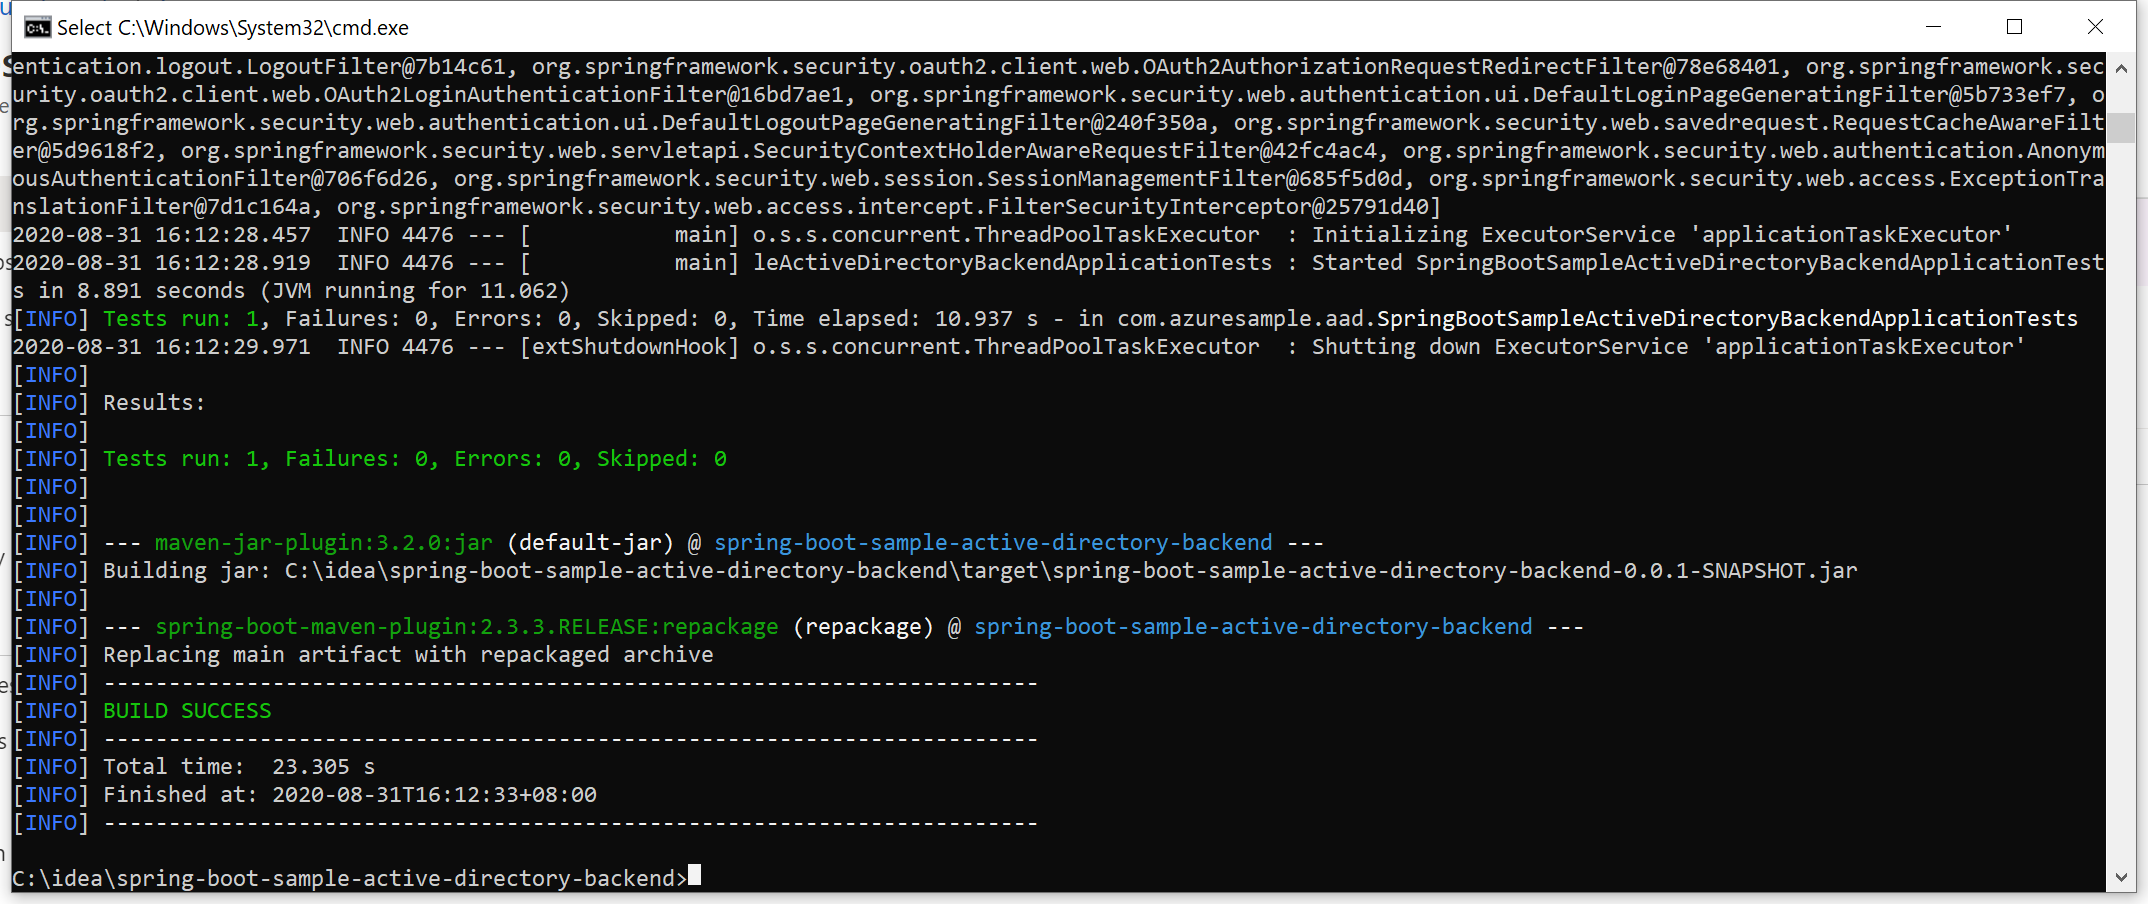 Select C:\Windows\System32\cmd.exe
entication.logout.LogoutFilter@7b14c61, org.springframework.security.oauth2.client.web.OAuth2AuthorizationRequestRedirectFilter@78e68401, org.springframework.sec
urity.oauth2.client.web.OAuth2LoginAuthenticationFilter@16bd7ae1, org.springframework.security.web.authentication.ui.DefaultLoginPageGeneratingFilter@5b733ef7, o
rg.springframework.security.web.authentication.ui.DefaultLogoutPageGeneratingFilter@240f350a, org.springframework.security.web.savedrequest.RequestCacheAwareFilt
er@5d9618f2, org.springframework.security.web.servletapi.SecurityContextHolderAwareRequestFilter@42fc4ac4, org.springframework.security.web.authentication.Anonym
ousAuthenticationFilter@706f6d26, org.springframework.security.web.session.SessionManagementFilter@685f5d0d, org.springframework.security.web.access.ExceptionTra
nslationFilter@7d1c164a, org.springframework.security.web.access.intercept.FilterSecurityInterceptor@25791d40]
2020-08-31 16:12:28.457  INFO 4476 --- [           main] o.s.s.concurrent.ThreadPoolTaskExecutor  : Initializing ExecutorService 'applicationTaskExecutor'
2020-08-31 16:12:28.919  INFO 4476 --- [           main] leActiveDirectoryBackendApplicationTests : Started SpringBootSampleActiveDirectoryBackendApplicationTest
s in 8.891 seconds (JVM running for 11.062)
[INFO] Tests run: 1, Failures: 0, Errors: 0, Skipped: 0, Time elapsed: 10.937 s - in com.azuresample.aad.SpringBootSampleActiveDirectoryBackendApplicationTests
2020-08-31 16:12:29.971  INFO 4476 --- [extShutdownHook] o.s.s.concurrent.ThreadPoolTaskExecutor  : Shutting down ExecutorService 'applicationTaskExecutor'
[INFO]
[INFO] Results:
[INFO]
[INFO] Tests run: 1, Failures: 0, Errors: 0, Skipped: 0
[INFO]
[INFO]
[INFO] --- maven-jar-plugin:3.2.0:jar (default-jar) @ spring-boot-sample-active-directory-backend ---
[INFO] Building jar: C:\idea\spring-boot-sample-active-directory-backend\target\spring-boot-sample-active-directory-backend-0.0.1-SNAPSHOT.jar
[INFO]
[INFO] --- spring-boot-maven-plugin:2.3.3.RELEASE:repackage (repackage) @ spring-boot-sample-active-directory-backend ---
[INFO] Replacing main artifact with repackaged archive
[INFO] ------------------------------------------------------------------------
[INFO] BUILD SUCCESS
[INFO] ------------------------------------------------------------------------
[INFO] Total time:  23.305 s
[INFO] Finished at: 2020-08-31T16:12:33+08:00
[INFO] ------------------------------------------------------------------------
C:\idea\spring-boot-sample-active-directory-backend>